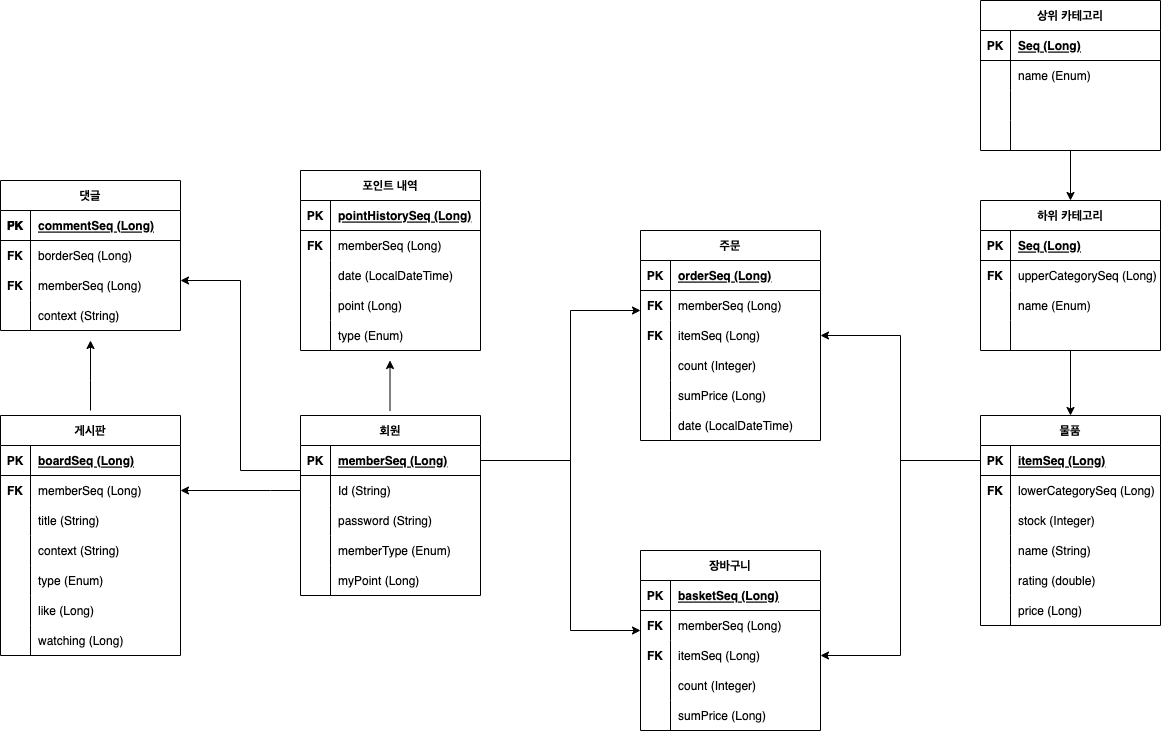 상위 카테고리
PK Seq (Long)
name (Enum)
댓글
PK commentSeq (Long)
FK borderSeq (Long)
FK memberSeq (Long)
context (String)
포인트 내역
PK pointHistorySeq (Long)
FK memberSeq (Long)
date (LocalDateTime)
point (Long)
type (Enum)
하위 카테고리
PK Seq (Long)
FK upperCategorySeq (Long)
name (Enum)
주문
PK orderSeq (Long)
FK memberSeq (Long)
FK itemSeq (Long)
count (Integer)
sumPrice (Long)
date (LocalDateTime)
게시판
PK boardSeq (Long)
FK memberSeq (Long)
title (String)
context (String)
type (Enum)
like (Long)
watching (Long)
회원
PK memberSeq (Long)
Id (String)
password (String)
memberType (Enum)
myPoint (Long)
물품
PK itemSeq (Long)
FK lowerCategorySeq (Long)
stock (Integer)
name (String)
rating (double)
price (Long)
장바구니
PK basketSeq (Long)
FK memberSeq (Long)
FK itemSeq (Long)
count (Integer)
sumPrice (Long)